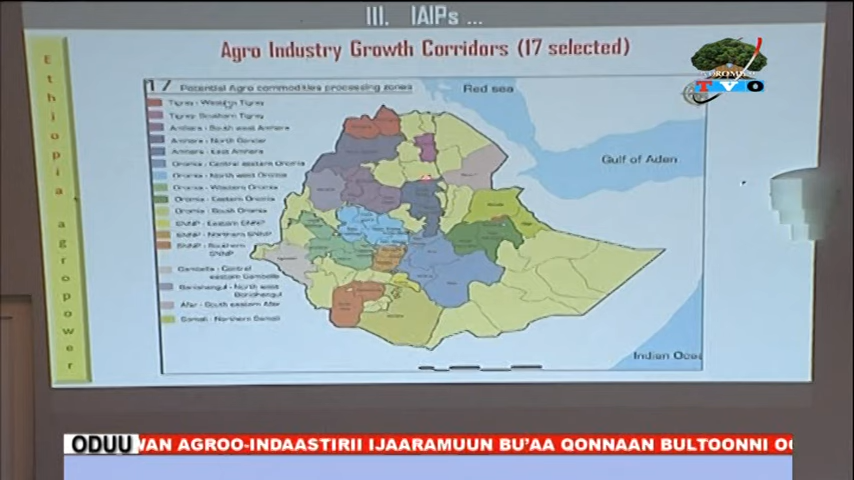 III. IAIPs ...
Agro Industry Growth Corridors (17 selected)
Ethiopia agropower
17 Potential Agro commodities processing zones
Red sea
Gulf of Aden
Indian Ocea
Tigray - Western Tigray
Tigray Southern Tigray
Amhara - South west Amhara
Amhara - North Gonder
Amhara - East Amhara
Oromia - Central eastern Oromia
Oromia - North west Oromia
Oromia - Western Oromia
Oromia - Eastern Oromia
Oromia - South Oromia
SNNP - Eastern SNNP
SNNP - Northern SNNP
SNNP - Southern
SNNP
Gambella - Central
eastern Gambella
Benishangul - North west
Benishangul
Afar - South eastern Afar
Somali - Northern Somali
TVO
ODUU
WAN AGROO-INDAASTIRII IJAARAMUUN BU'AA QONNAAN BULTOONNI